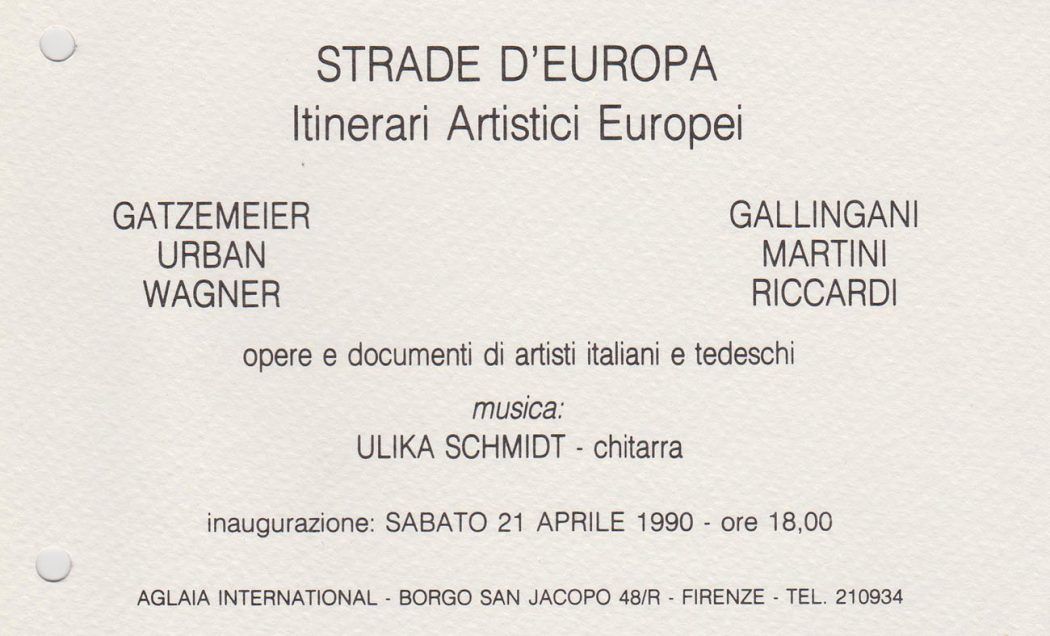 STRADE D'EUROPA
Itinerari Artistici Europei
GATZEMEIER
URBAN
WAGNER
GALLINGANI
MARTINI
RICCARDI
opere e documenti di artisti italiani e tedeschi
musica:
ULIKA SCHMIDT - chitarra
inaugurazione: SABATO 21 APRILE 1990 - ore 18,00
AGLAIA INTERNATIONAL - BORGO SAN JACOPO 48/R - FIRENZE - TEL. 210934